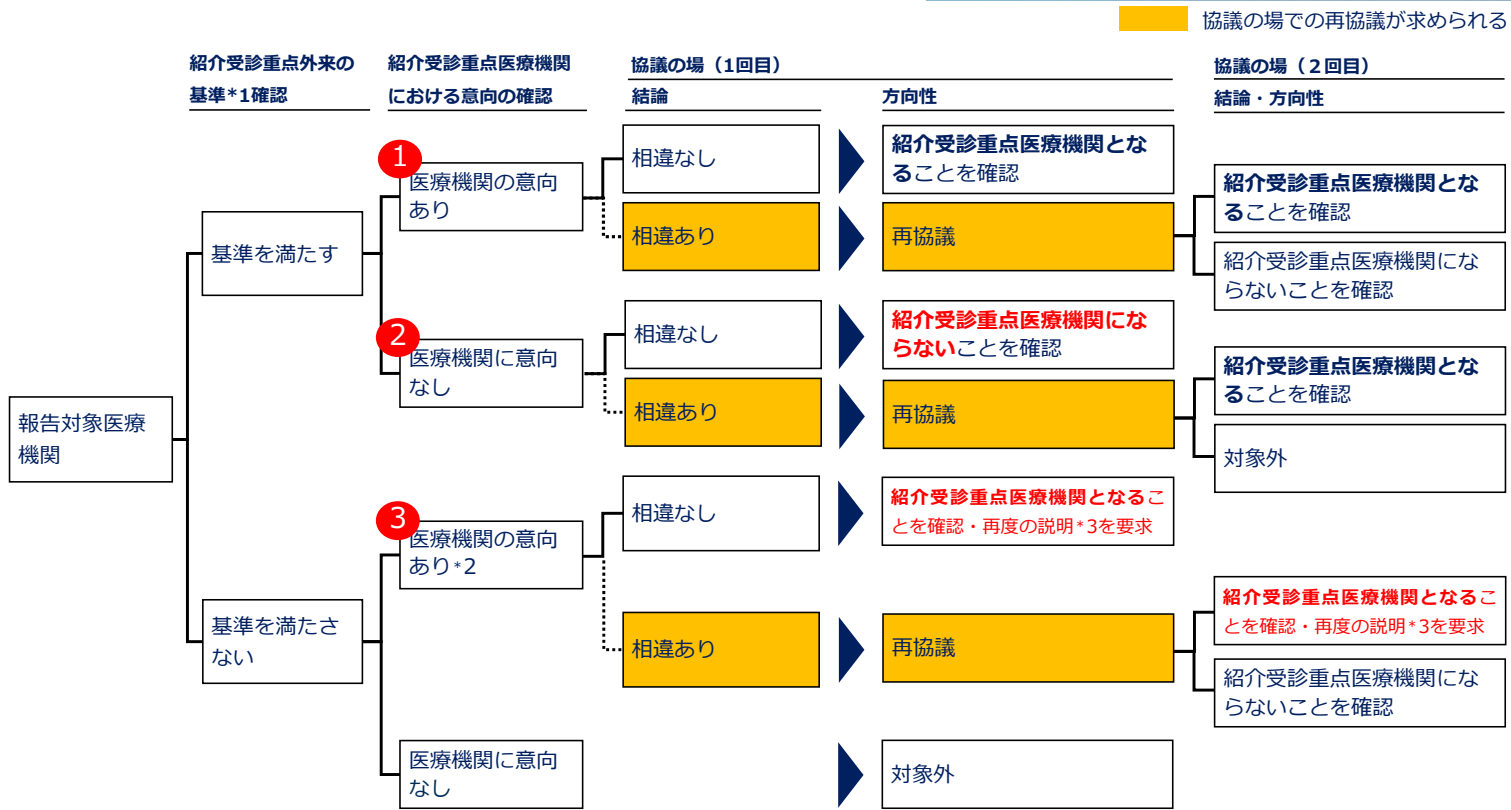 協議の場での再協議が求められる
紹介受診重点外来の
基準*1確認
紹介受診重点医療機関
における意向の確認
協議の場（1回目）
結論
方向性
協議の場（２回目）
結論・方向性
報告対象医療
機関
基準を満たす
1
医療機関の意向
あり
相違なし
紹介受診重点医療機関とな
ることを確認
相違あり
再協議
紹介受診重点医療機関とな
ることを確認
紹介受診重点医療機関にな
らないことを確認
2
医療機関に意向
なし
相違なし
紹介受診重点医療機関にな
らないことを確認
相違あり
再協議
紹介受診重点医療機関とな
ることを確認
対象外
基準を満たさ
ない
3
医療機関の意向
あり*2
相違なし
紹介受診重点医療機関となるこ
とを確認・再度の説明*3を要求
相違あり
再協議
紹介受診重点医療機関となるこ
とを確認・再度の説明*3を要求
紹介受診重点医療機関にな
らないことを確認
医療機関に意向
なし
対象外